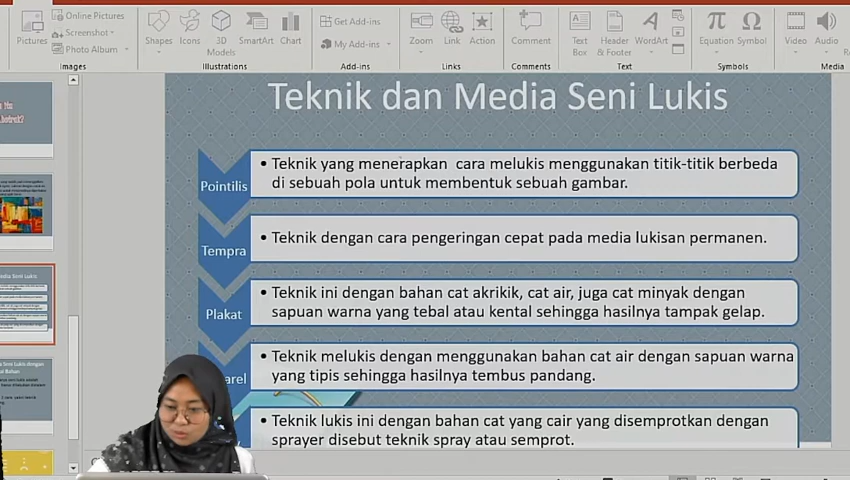 Pictures
Online Pictures
Screenshot
Photo Album
Shapes
Icons
3D
Models
SmartArt
Chart
Get Add-ins
My Add-ins
Zoom
Link
Action
Comment
Text
Box
Header
& Footer
WordArt
Equation
Symbol
Video
Audio
Images
Illustrations
Add-ins
Links
Comments
Text
Symbols
Media
Teknik dan Media Seni Lukis
Pointilis
• Teknik yang menerapkan cara melukis menggunakan titik-titik berbeda
di sebuah pola untuk membentuk sebuah gambar.
Tempra
• Teknik dengan cara pengeringan cepat pada media lukisan permanen.
Plakat
• Teknik ini dengan bahan cat akrikik, cat air, juga cat minyak dengan
sapuan warna yang tebal atau kental sehingga hasilnya tampak gelap.
arel
• Teknik melukis dengan menggunakan bahan cat air dengan sapuan warna
yang tipis sehingga hasilnya tembus pandang.
• Teknik lukis ini dengan bahan cat yang cair yang disemprotkan dengan
sprayer disebut teknik spray atau semprot.